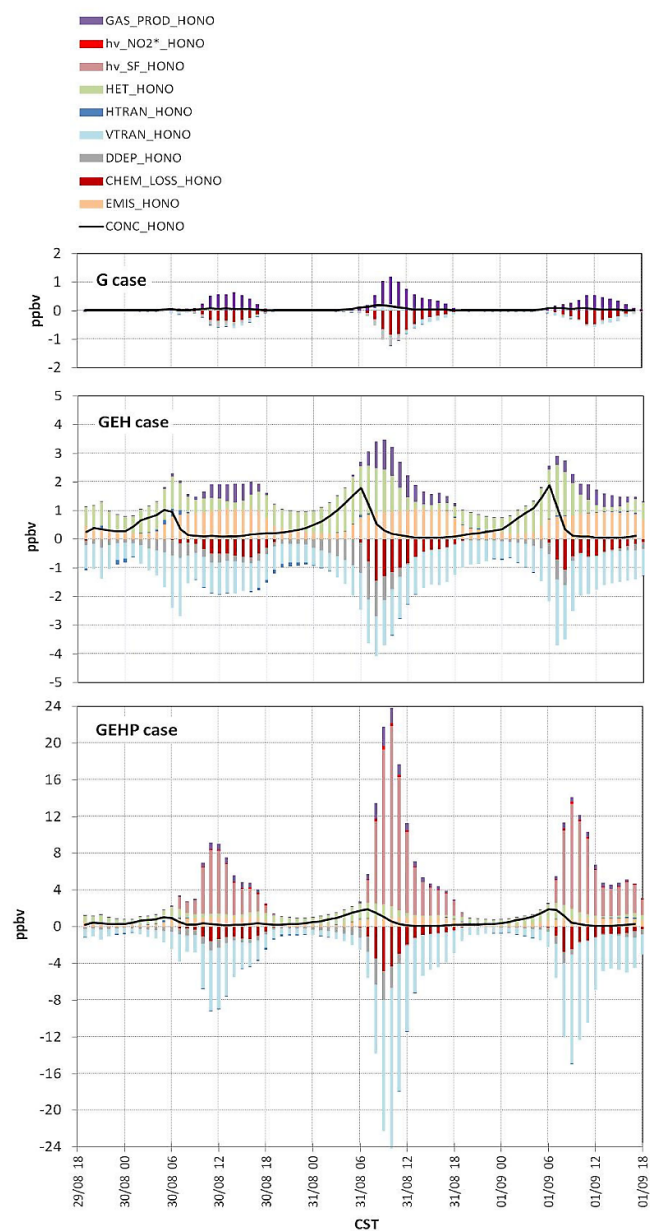 GAS_PROD_HONO
hv_NO2*_HONO
hv_SF_HONO
HET_HONO
HTRAN_HONO
VTRAN_HONO
DDEP_HONO
CHEM_LOSS_HONO
EMIS_HONO
CONC_HONO
2
1
0
-1
-2
ppbv
G case
5
4
3
2
1
0
-1
-2
-3
-4
-5
ppbv
GEH case
24
20
16
12
8
4
0
-4
-8
-12
-16
-20
-24
ppbv
GEHP case
29/08 18
30/08 00
30/08 06
30/08 12
30/08 18
31/08 00
31/08 06
31/08 12
31/08 18
01/09 00
01/09 06
01/09 12
01/09 18
CST